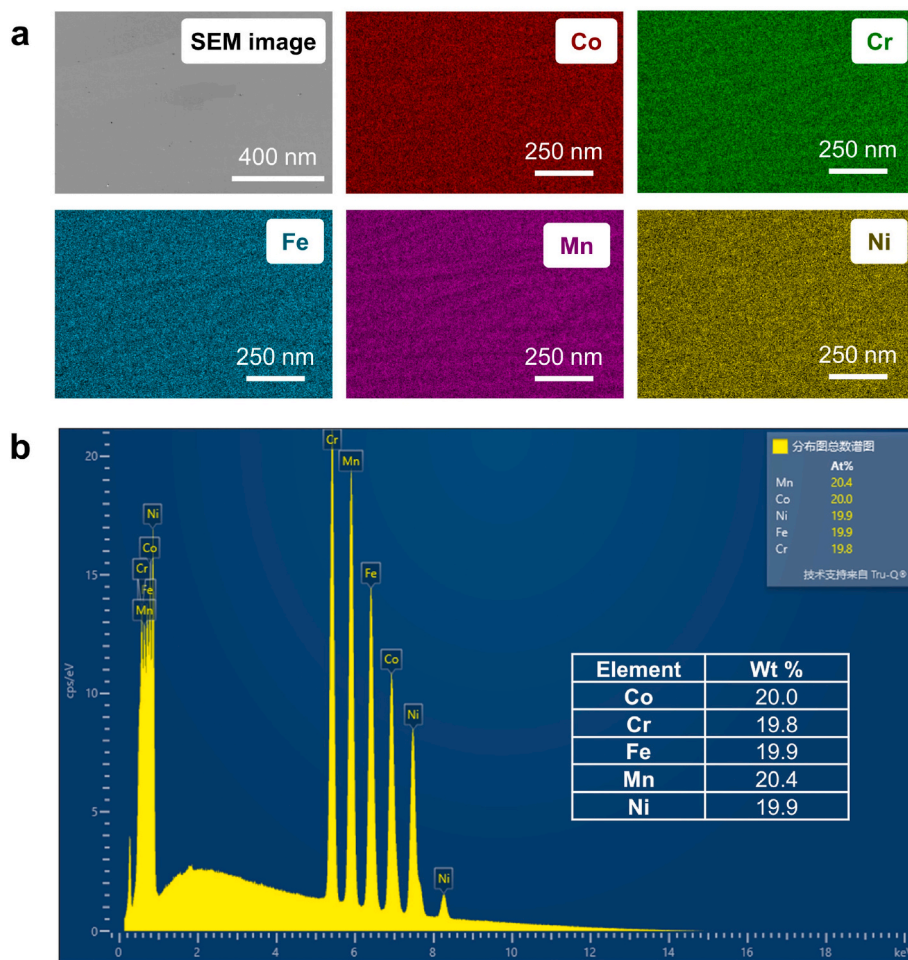 a
SEM image
400 nm
Co
250 nm
Cr
250 nm
Fe
250 nm
Mn
250 nm
Ni
250 nm
b
cps/eV
20
15
10
5
0
Ni
Co
Cr
Fe
Mn
Cr
Mn
Fe
Co
Ni
Ni
分布图总数谱图
At%
Mn 20.4
Co 20.0
Ni 19.9
Fe 19.9
Cr 19.8
技术支持来自 Tru-Q®
Element Wt %
Co 20.0
Cr 19.8
Fe 19.9
Mn 20.4
Ni 19.9
0 2 4 6 8 10 12 14 16 18 keV